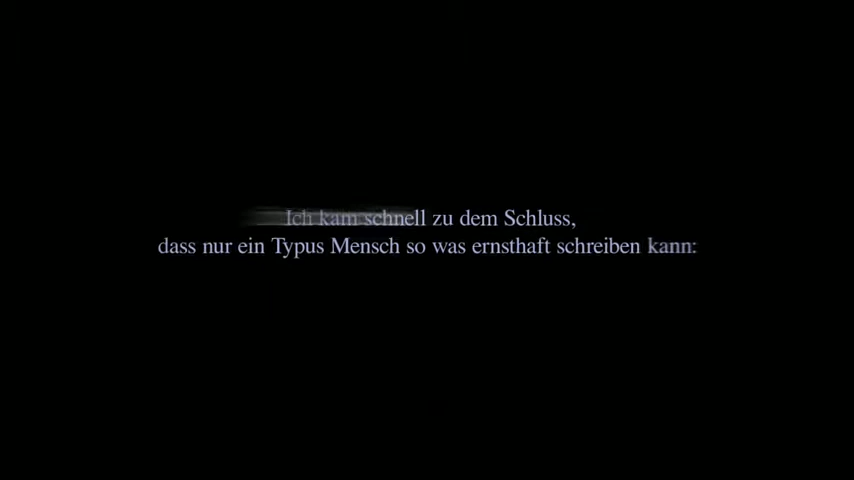 Ich kam schnell zu dem Schluss,
dass nur ein Typus Mensch so was ernsthaft schreiben kann: